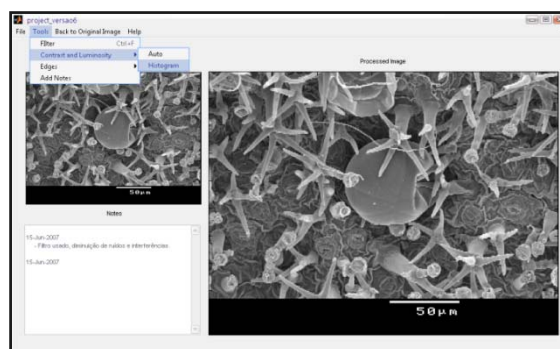 project_versao6
File Tools Back to Original Image Help
Filter Ctrl+F
Contrast and Luminosity
Edges
Add Notes
Auto
Histogram
Processed Image
50μm
50μm
Notes
15-Jun-2007
- Filtro usado, diminuição de ruídos e interferências.
15-Jun-2007